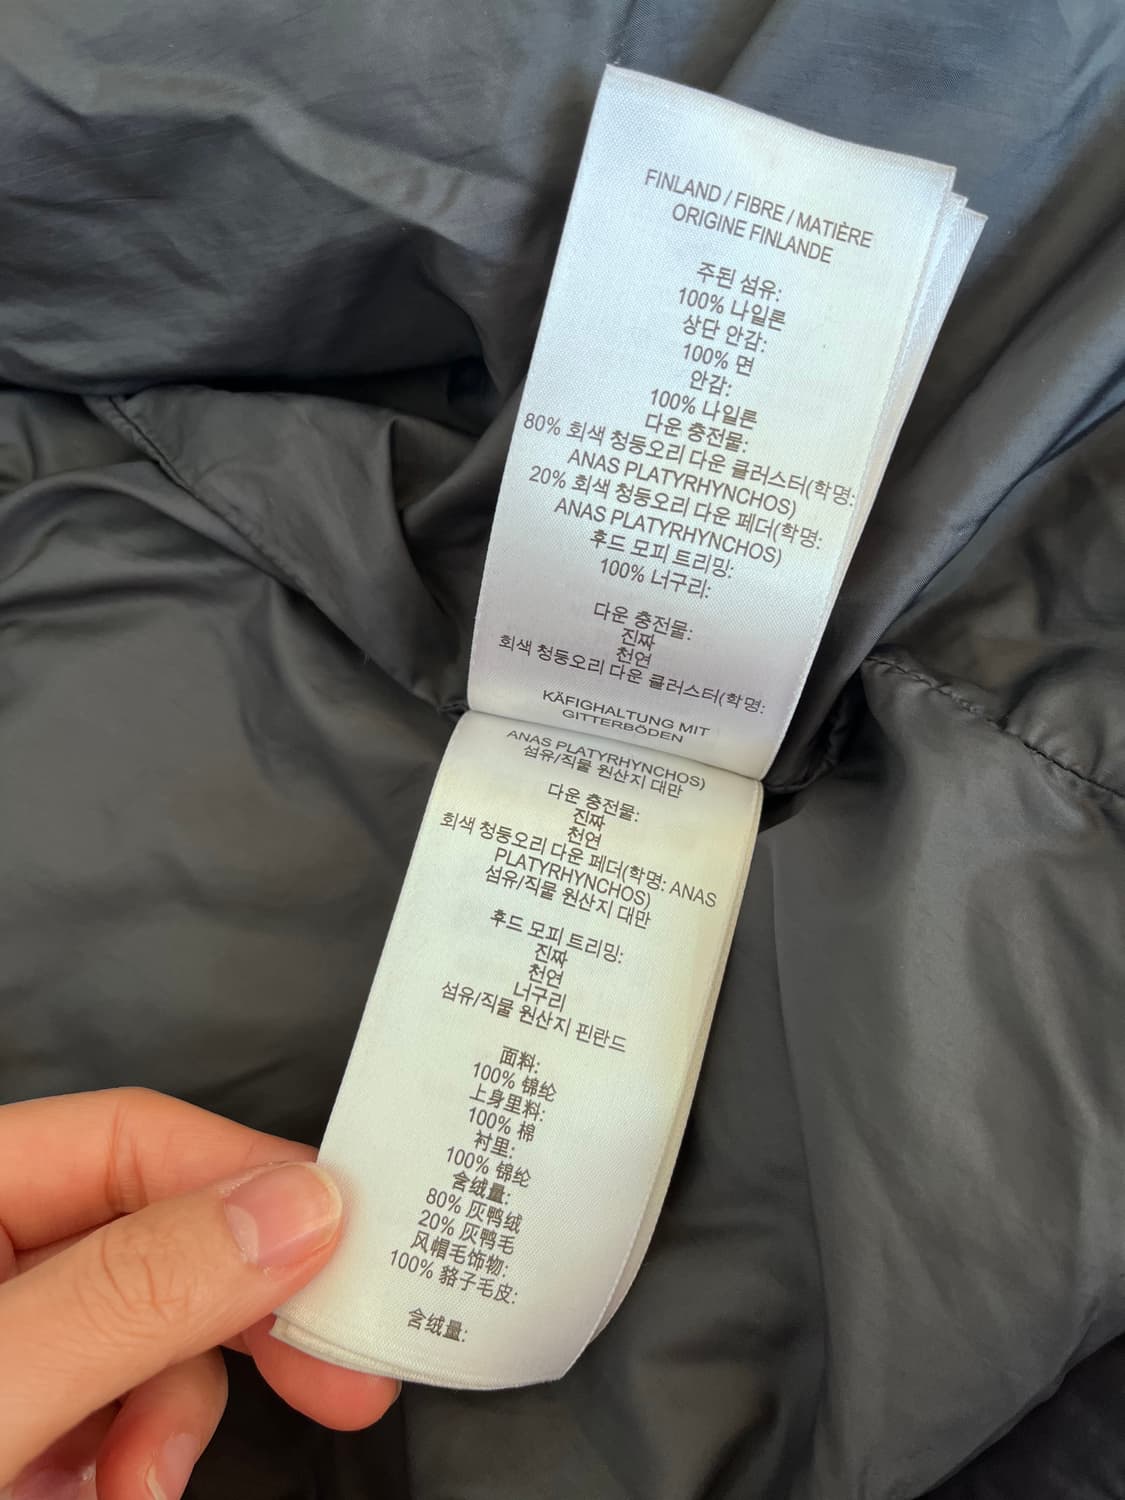 FINLAND / FIBRE / MATIÈRE
ORIGINE FINLANDE
주된 섬유:
100% 나일론
상단 안감:
100% 면
안감:
100% 나일론
다운 충전물:
80% 회색 청둥오리 다운 클러스터(학명:
ANAS PLATYRHYNCHOS)
20% 회색 청둥오리 다운 페더(학명:
ANAS PLATYRHYNCHOS)
후드 모피 트리밍:
100% 너구리:
다운 충전물:
진짜
천연
회색 청둥오리 다운 클러스터(학명:
KÄFIGHALTUNG MIT
GITTERBÖDEN
ANAS PLATYRHYNCHOS)
섬유/직물 원산지 대만
다운 충전물:
진짜
천연
회색 청둥오리 다운 페더(학명: ANAS
PLATYRHYNCHOS)
섬유/직물 원산지 대만
후드 모피 트리밍:
진짜
천연
너구리
섬유/직물 원산지 핀란드
面料:
100% 锦纶
上身里料:
100% 棉
衬里:
100% 锦纶
含绒量:
80% 灰鸭绒
20% 灰鸭毛
风帽毛饰物:
100% 貉子毛皮:
含绒量: